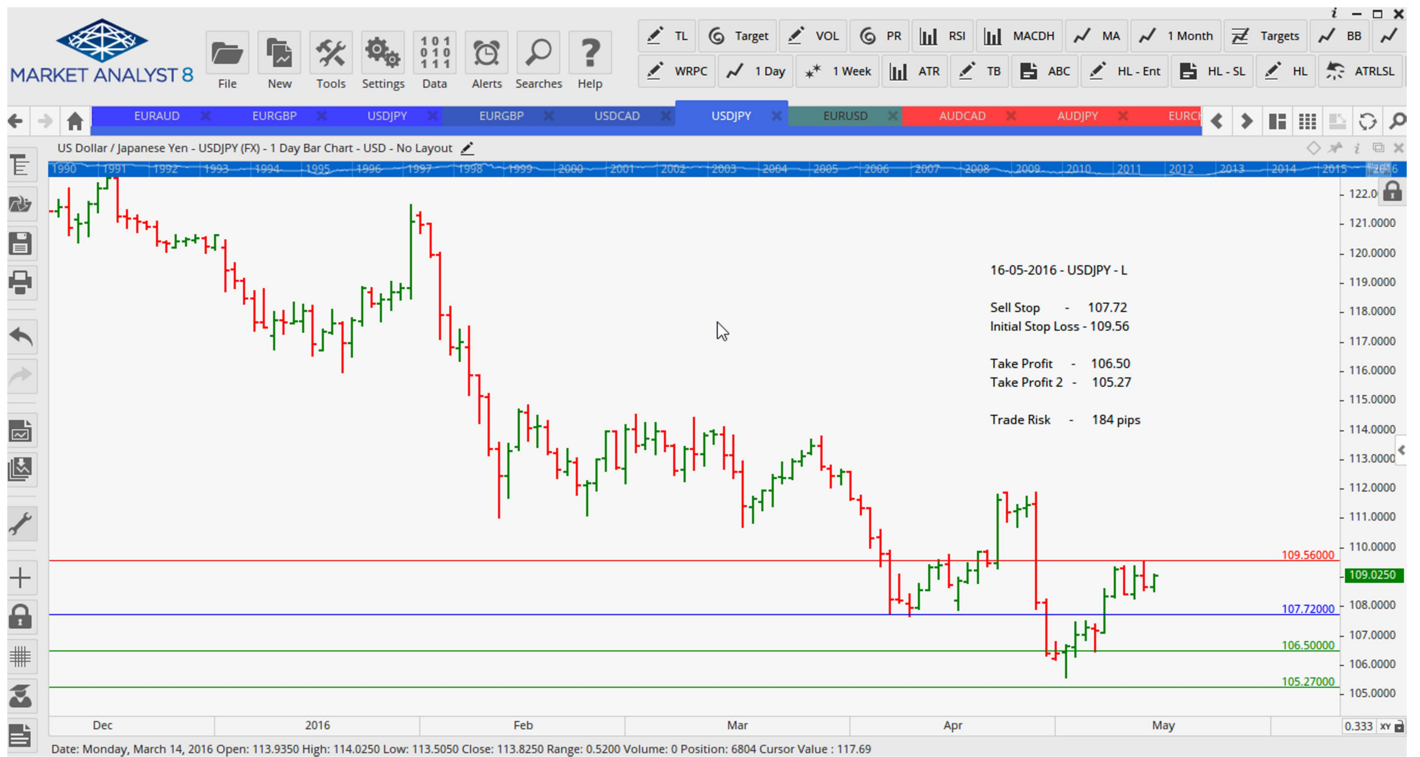 MARKET ANALYST 8
File
New
Tools
Settings
101
010
111
Data
Alerts
Searches
?
Help
TL
Target
VOL
PR
RSI
MACDH
MA
1 Month
Targets
BB
WRPC
1 Day
1 Week
ATR
TB
ABC
HL - Ent
HL - SL
HL
ATRLSL
EURAUD
EURGBP
USDJPY
EURGBP
USDCAD
USDJPY
EURUSD
AUDCAD
AUDJPY
US Dollar / Japanese Yen - USDJPY (FX) - 1 Day Bar Chart - USD - No Layout
1990 1991 1992 1993 1994 1995 1996 1997 1998 1999 2000 2001 2002 2003 2004 2005 2006 2007 2008 2009 2010 2011 2012 2013 2014 2015
122.0
121.0000
120.0000
119.0000
118.0000
117.0000
116.0000
115.0000
114.0000
113.0000
112.0000
111.0000
110.0000
109.0250
108.0000
107.0000
106.0000
105.0000
16-05-2016 - USDJPY - L
Sell Stop - 107.72
Initial Stop Loss - 109.56
Take Profit - 106.50
Take Profit 2 - 105.27
Trade Risk - 184 pips
109.56000
107.72000
106.50000
105.27000
Dec 2016 Feb Mar Apr May
0.333 XY
Date: Monday, March 14, 2016 Open: 113.9350 High: 114.0250 Low: 113.5050 Close: 113.8250 Range: 0.5200 Volume: 0 Position: 6804 Cursor Value : 117.69